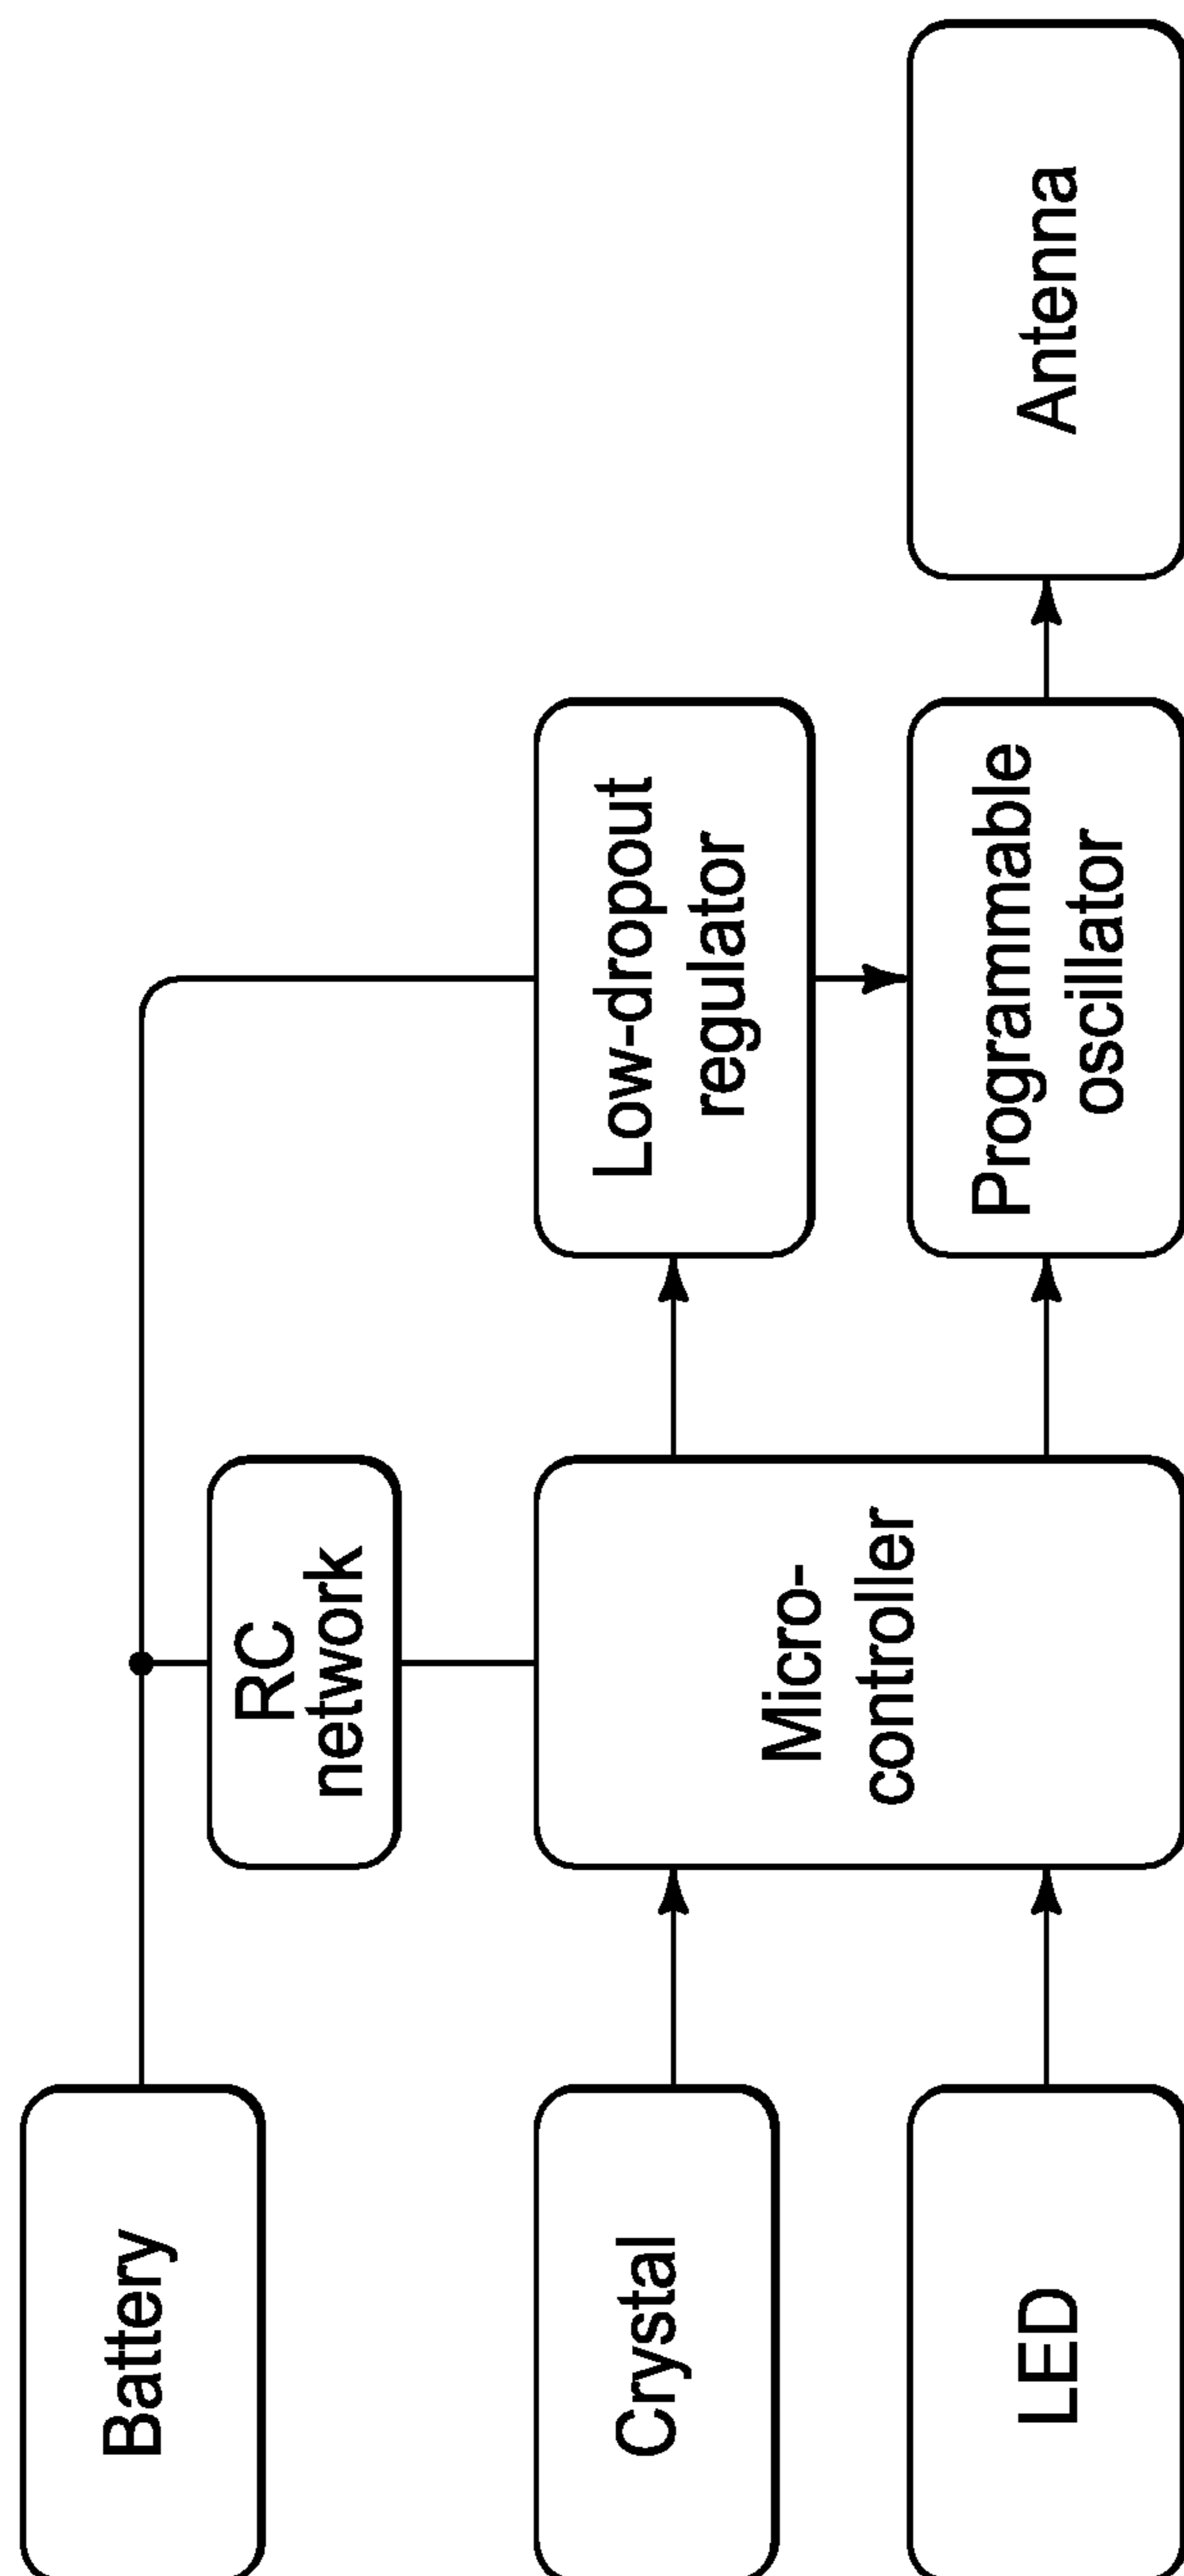 Battery
RC
network
Crystal
Micro-
controller
Low-dropout
regulator
LED
Programmable
oscillator
Antenna